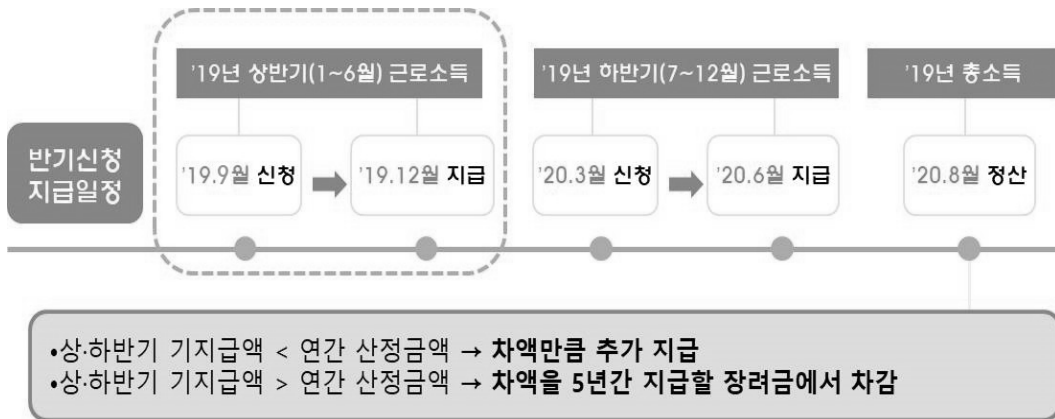 '19년 상반기(1~6월) 근로소득
'19년 하반기(7~12월) 근로소득
'19년 총소득
반기신청
지급일정
'19.9월 신청
'19.12월 지급
'20.3월 신청
'20.6월 지급
'20.8월 정산
•상·하반기 기지급액 < 연간 산정금액 → 차액만큼 추가 지급
•상·하반기 기지급액 > 연간 산정금액 → 차액을 5년간 지급할 장려금에서 차감